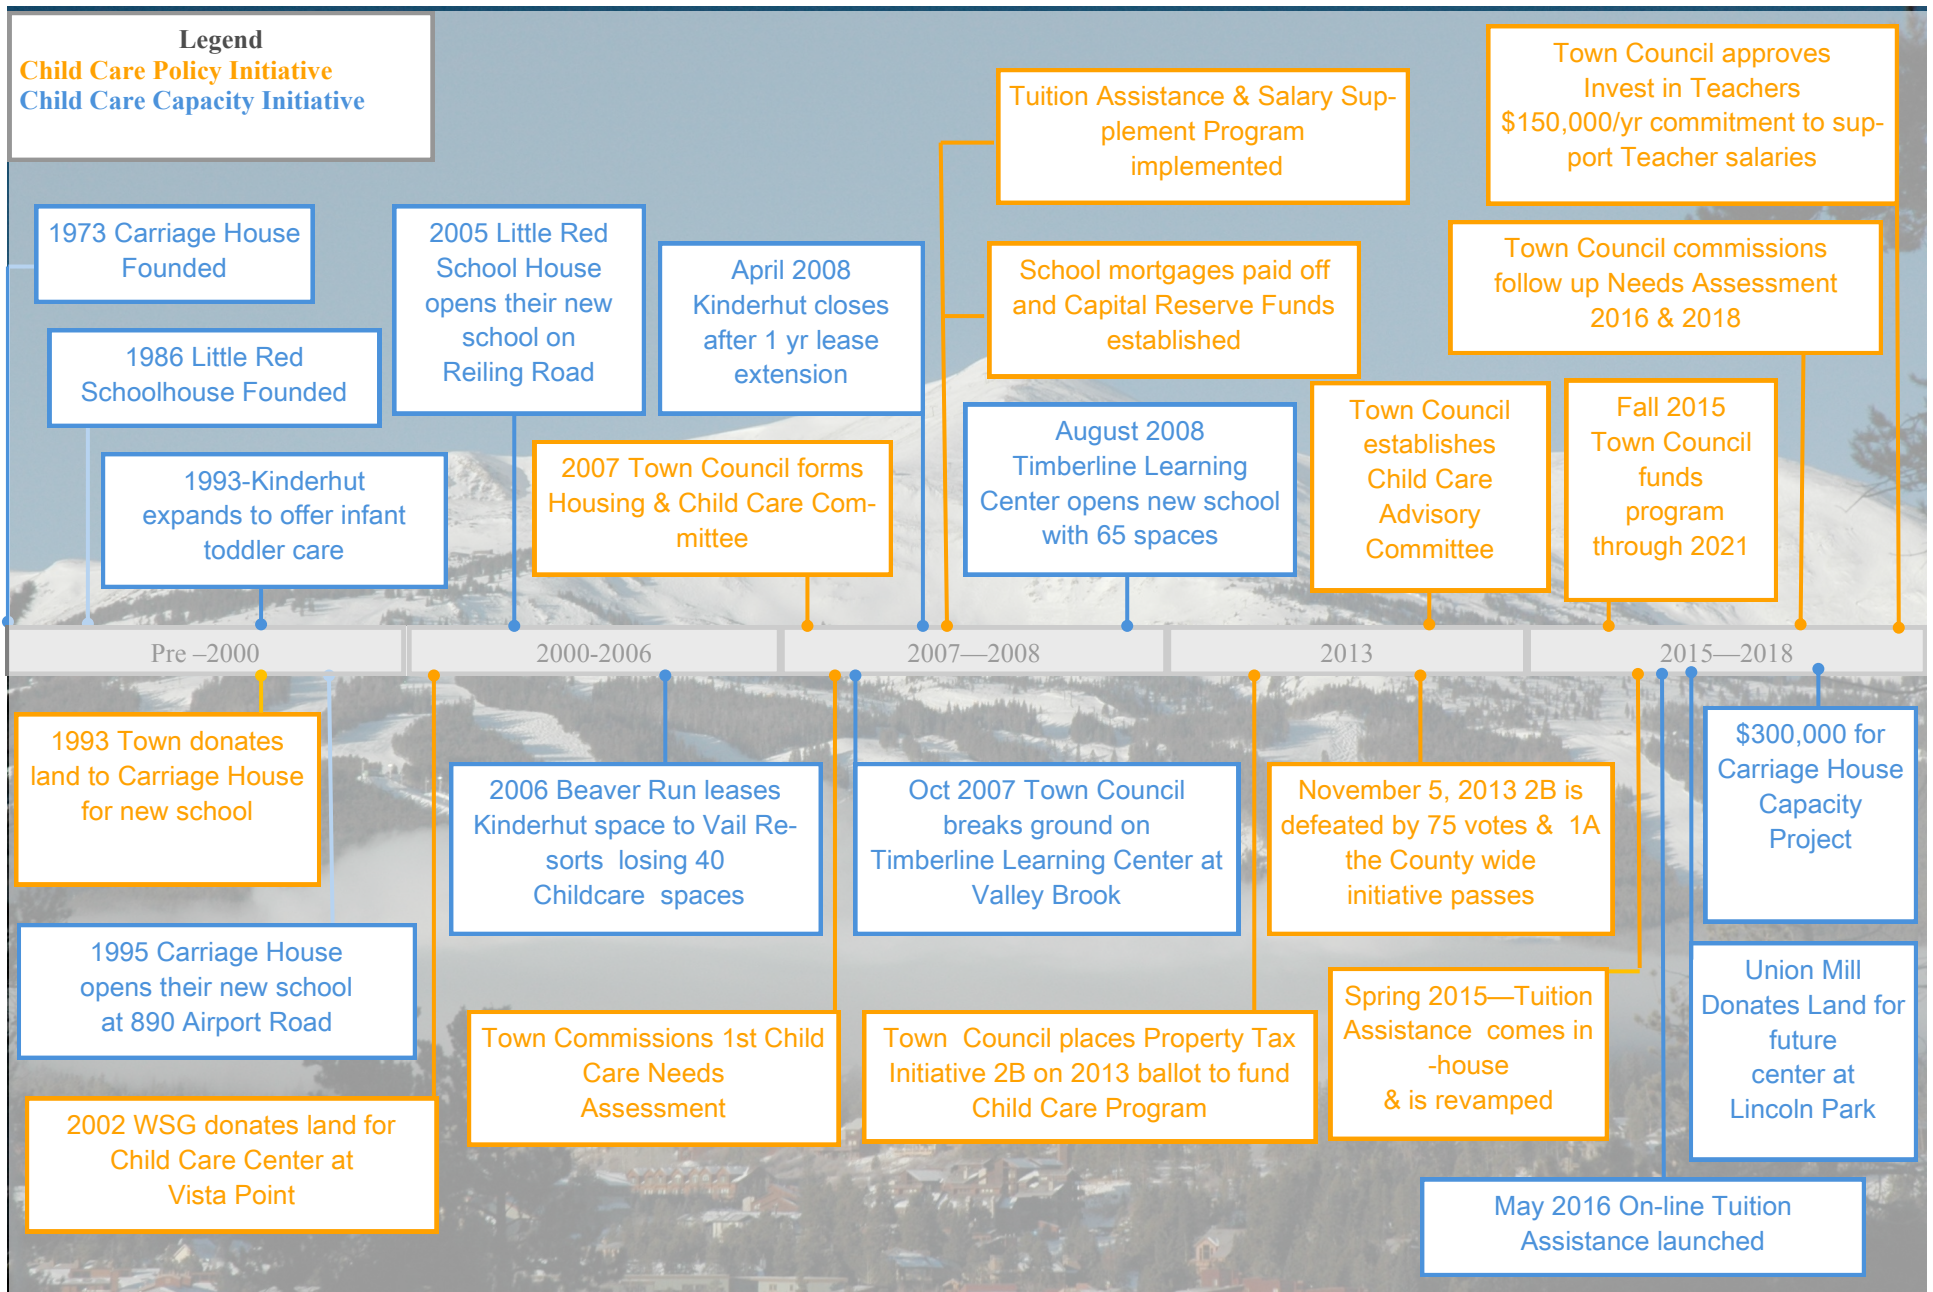 Legend
Child Care Policy Initiative
Child Care Capacity Initiative
Town Council approves
Invest in Teachers
$150,000/yr commitment to sup-
port Teacher salaries
Tuition Assistance & Salary Sup-
plement Program
implemented
1973 Carriage House
Founded
2005 Little Red
School House
opens their new
school on
Reiling Road
April 2008
Kinderhut closes
after 1 yr lease
extension
School mortgages paid off
and Capital Reserve Funds
established
Town Council commissions
follow up Needs Assessment
2016 & 2018
1986 Little Red
Schoolhouse Founded
1993-Kinderhut
expands to offer infant
toddler care
2007 Town Council forms
Housing & Child Care Com-
mittee
August 2008
Timberline Learning
Center opens new school
with 65 spaces
Town Council
establishes
Child Care
Advisory
Committee
Fall 2015
Town Council
funds
program
through 2021
Pre –2000
2000-2006
2007—2008
2013
2015—2018
1993 Town donates
land to Carriage House
for new school
2006 Beaver Run leases
Kinderhut space to Vail Re-
sorts  losing 40
Childcare  spaces
Oct 2007 Town Council
breaks ground on
Timberline Learning Center at
Valley Brook
November 5, 2013 2B is
defeated by 75 votes &  1A
the County wide
initiative passes
$300,000 for
Carriage House
Capacity
Project
1995 Carriage House
opens their new school
at 890 Airport Road
Town Commissions 1st Child
Care Needs
Assessment
Town  Council places Property Tax
Initiative 2B on 2013 ballot to fund
Child Care Program
Spring 2015—Tuition
Assistance  comes in
-house
& is revamped
Union Mill
Donates Land for
future
center at
Lincoln Park
2002 WSG donates land for
Child Care Center at
Vista Point
May 2016 On-line Tuition
Assistance launched